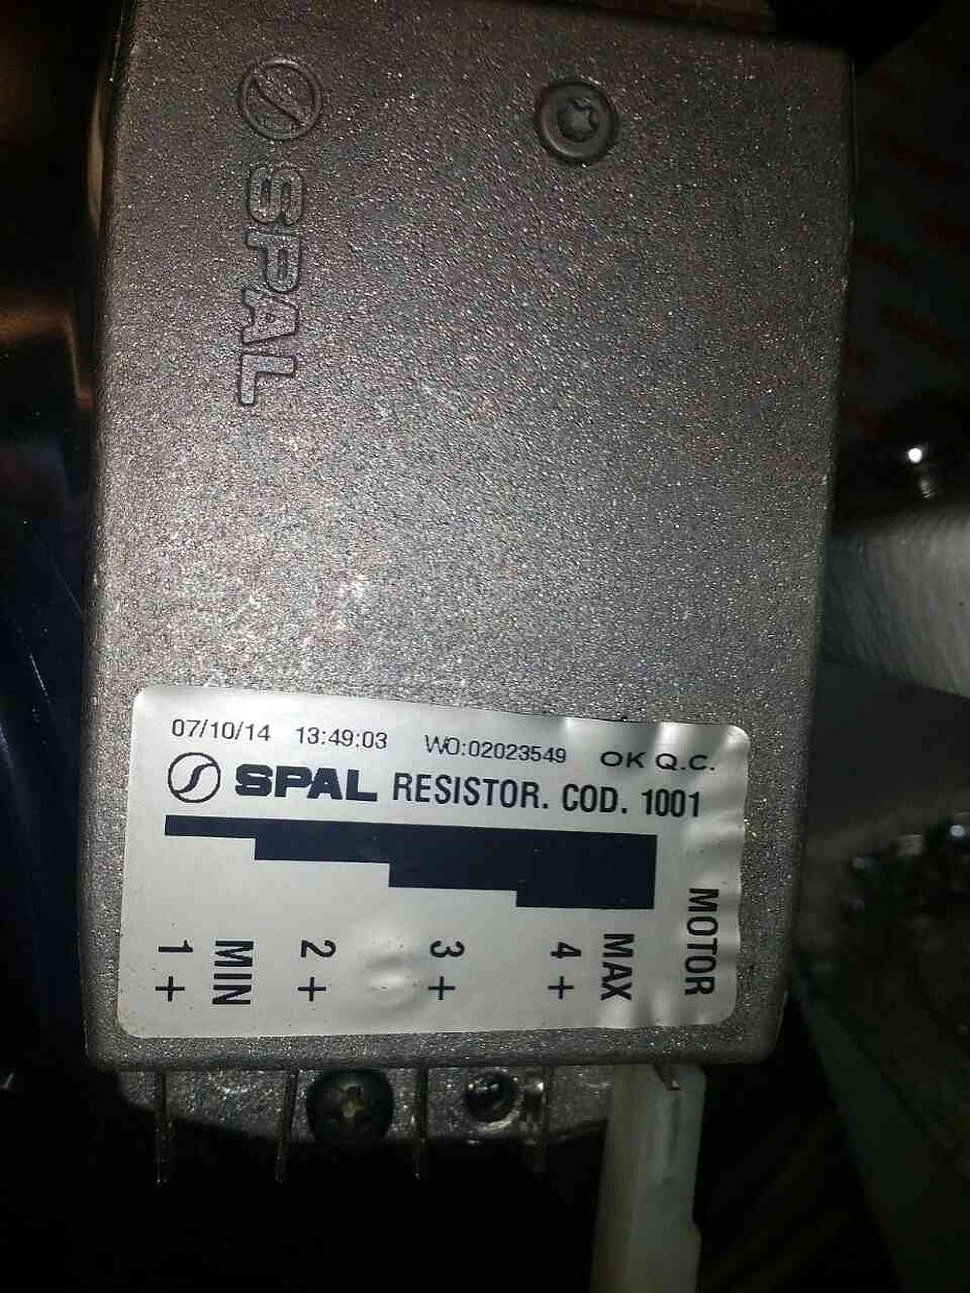 SPAL
07/10/14 13:49:03 WO:02023549 OK Q.C.
SPAL RESISTOR. COD. 1001
MOTOR
1 + MIN 2 + 3 + 4 + MAX